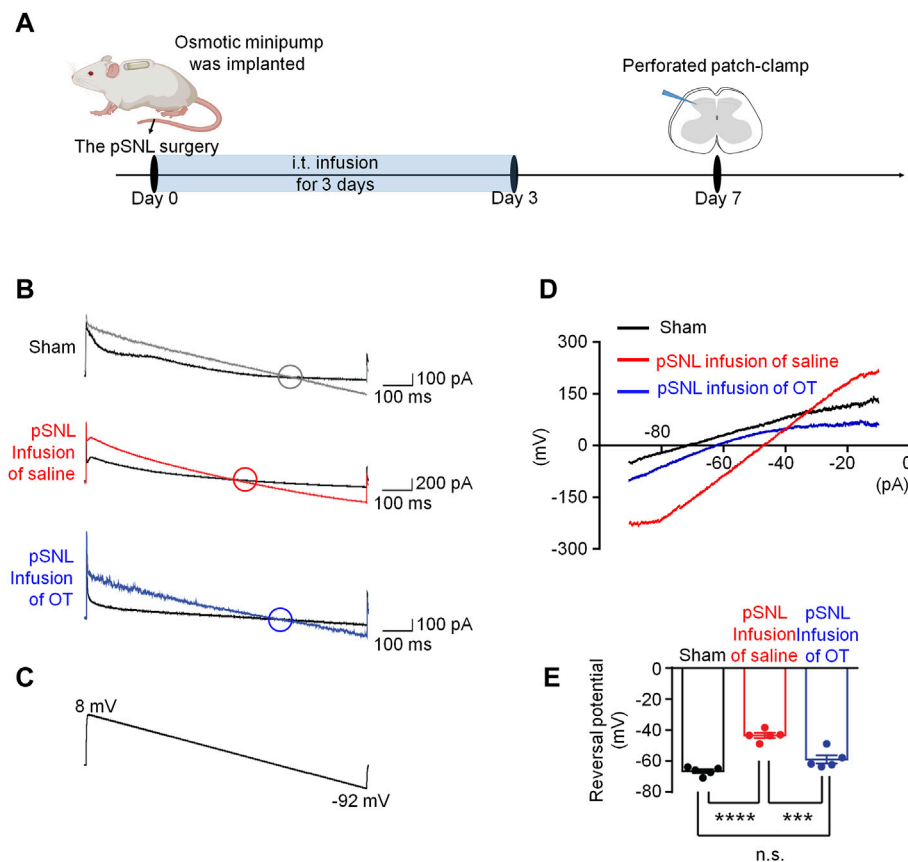 A
Osmotic minipump
was implanted
The pSNL surgery
i.t. infusion
for 3 days
Perforated patch-clamp
Day 0
Day 3
Day 7
B
Sham
100 pA
100 ms
pSNL
Infusion
of saline
200 pA
100 ms
pSNL
Infusion
of OT
100 pA
100 ms
C
8 mV
-92 mV
D
Sham
pSNL infusion of saline
pSNL infusion of OT
300
150
0
-150
-300
(mV)
-80
-60
-40
-20
0
(pA)
E
Sham
pSNL
Infusion
of saline
pSNL
Infusion
of OT
Reversal potential
(mV)
0
-40
-60
-80
****
***
n.s.